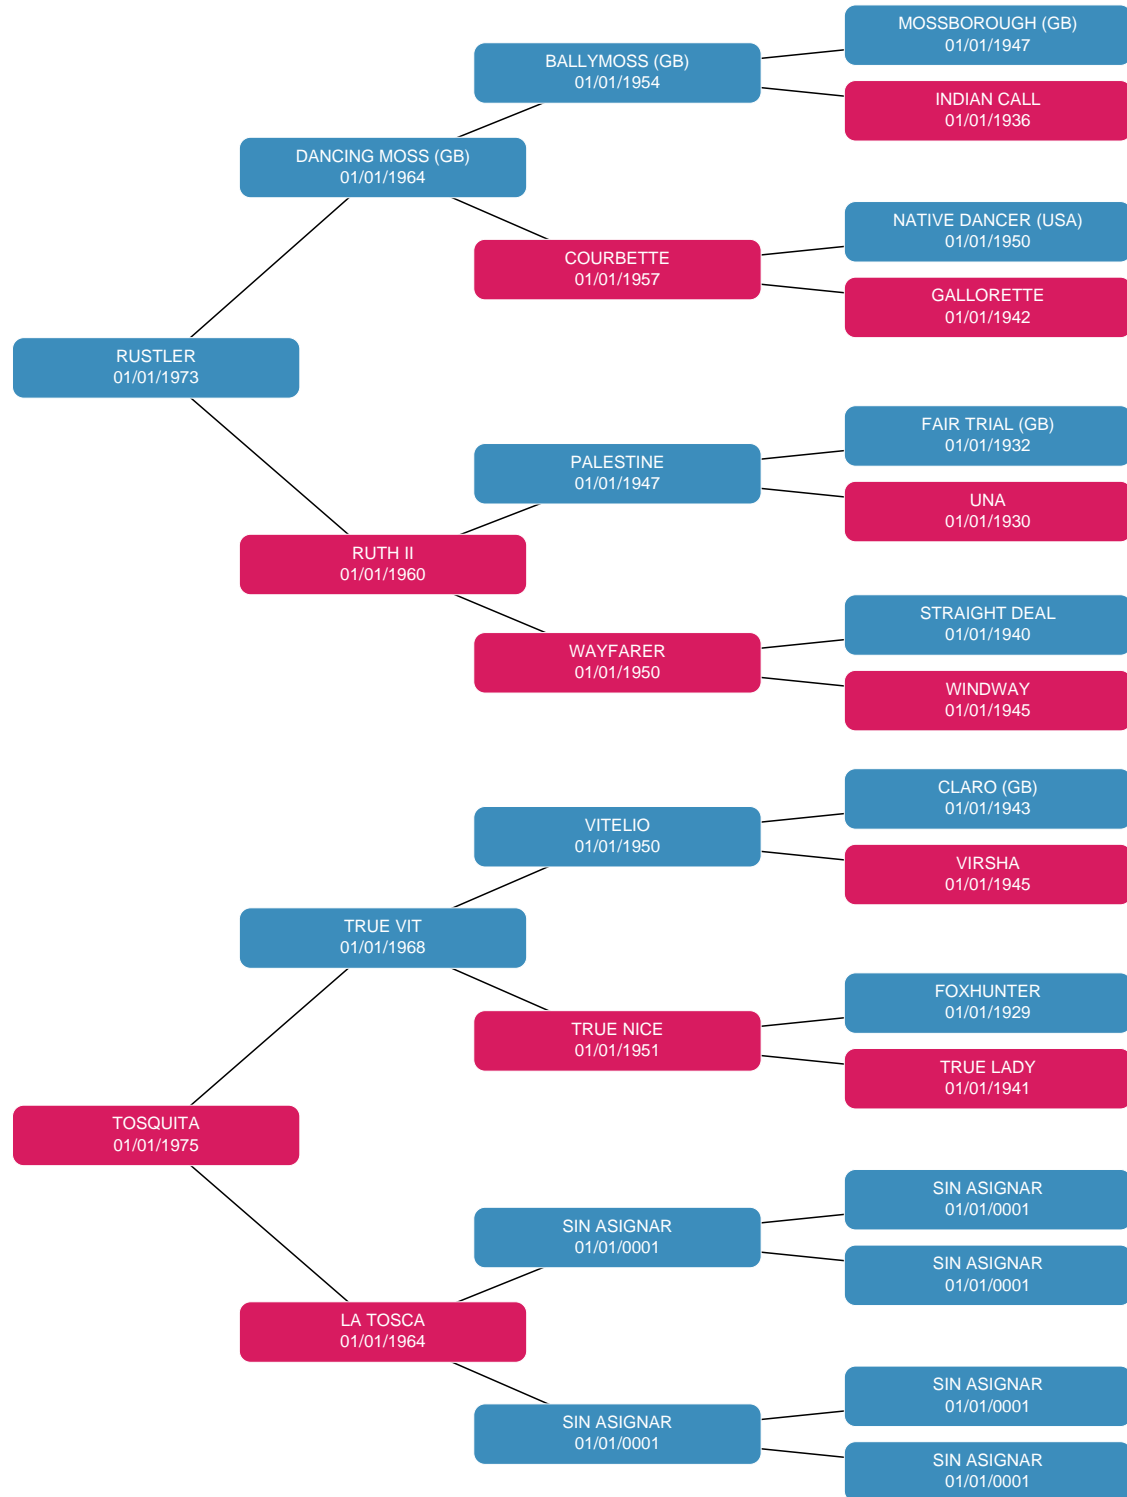 MOSSBOROUGH (GB)
01/01/1947
BALLYMOSS (GB)
01/01/1954
INDIAN CALL
01/01/1936
DANCING MOSS (GB)
01/01/1964
NATIVE DANCER (USA)
01/01/1950
COURBETTE
01/01/1957
GALLORETTE
01/01/1942
RUSTLER
01/01/1973
FAIR TRIAL (GB)
01/01/1932
PALESTINE
01/01/1947
UNA
01/01/1930
RUTH II
01/01/1960
STRAIGHT DEAL
01/01/1940
WAYFARER
01/01/1950
WINDWAY
01/01/1945
CLARO (GB)
01/01/1943
VITELIO
01/01/1950
VIRSHA
01/01/1945
TRUE VIT
01/01/1968
FOXHUNTER
01/01/1929
TRUE NICE
01/01/1951
TRUE LADY
01/01/1941
TOSQUITA
01/01/1975
SIN ASIGNAR
01/01/0001
SIN ASIGNAR
01/01/0001
SIN ASIGNAR
01/01/0001
LA TOSCA
01/01/1964
SIN ASIGNAR
01/01/0001
SIN ASIGNAR
01/01/0001
SIN ASIGNAR
01/01/0001